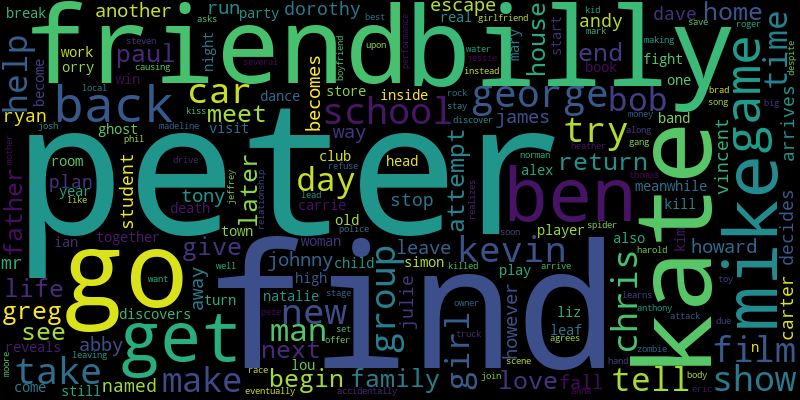 break
another
run
party
dorothy
escape
asks
best
girlfriend
kid
dave
home
friend
billy
steven
real
mark
save
roger
help
work
paul
night
boyfriend
upon
performance
water
jessie
instead
mary
house
start
andy
end
book
making
fight
one
despite
time
become
orry
causing
several
win
car
store
inside
george
bob
mike
game
local
back
meet
dance
becomes
school
rock
stay
discover
james
money
brad
song
big
arrives
ryan
kiss
josh
ghost
madeline
visit
way
try
along
gang
band
vincent
phil
peter
club
head
attempt
norman
heather
return
kate
father
mother
room
plan
year
like
student
drive
later
jeffrey
relationship
refuse
day
lead
carrie
stop
alex
ben
thomas
meanwhile
kill
tony
death
town
old
police
realizes
player
spider
decides
ian
together
give
woman
leave
kevin
soon
also
kim
howard
mr
go
want
away
well
johnny
child
simon
killed
play
arrive
find
chris
harold
learns
toy
carter
life
discovers
turn
high
natalie
stage
group
julie
however
owner
liz
anthony
attack
due
greg
get
pete
new
man
set
offer
girl
truck
agrees
leaf
zombie
n
see
abby
reveals
next
lou
scene
hand
film
moore
leaving
take
make
race
begin
family
join
love
fall
tell
body
show
come
still
named
eventually
accidentally
eric